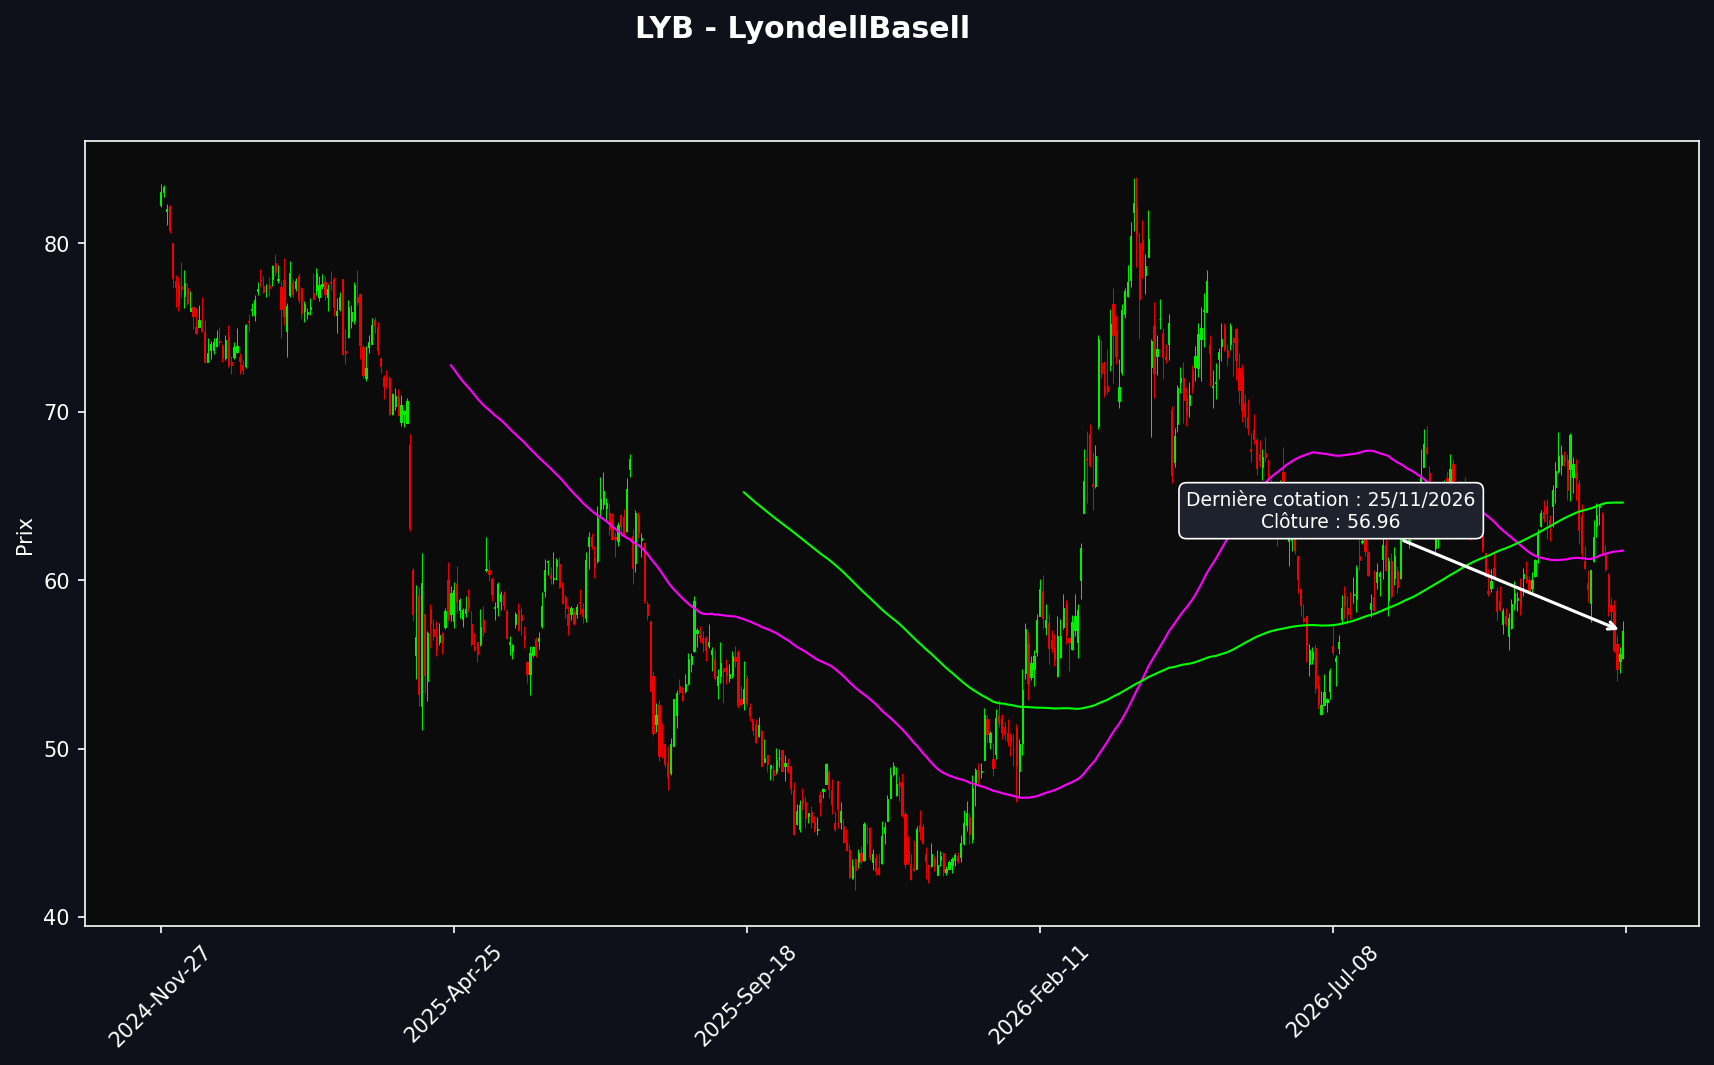 LYB - LyondellBasell
Prix
80
70
60
50
40
Dernière cotation : 25/11/2026
Clôture : 56.96
2024-Nov-27
2025-Apr-25
2025-Sep-18
2026-Feb-11
2026-Jul-08